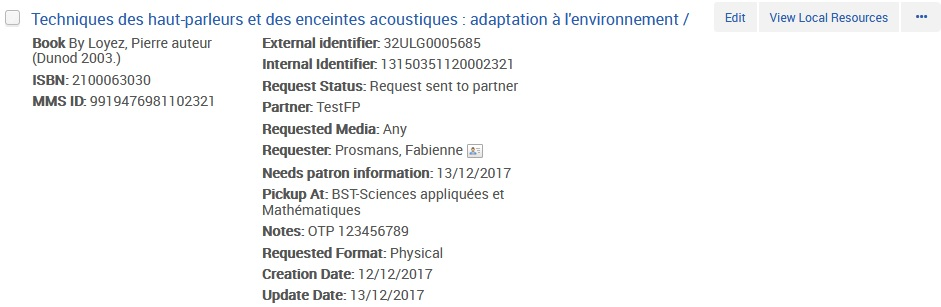 Techniques des haut-parleurs et des enceintes acoustiques : adaptation à l'environnement /
Edit
View Local Resources
•••
Book By Loyez, Pierre auteur
(Dunod 2003.)
ISBN: 2100063030
MMS ID: 9919476981102321
External identifier: 32ULG0005685
Internal Identifier: 13150351120002321
Request Status: Request sent to partner
Partner: TestFP
Requested Media: Any
Requester: Prosmans, Fabienne
Needs patron information: 13/12/2017
Pickup At: BST-Sciences appliquées et
Mathématiques
Notes: OTP 123456789
Requested Format: Physical
Creation Date: 12/12/2017
Update Date: 13/12/2017